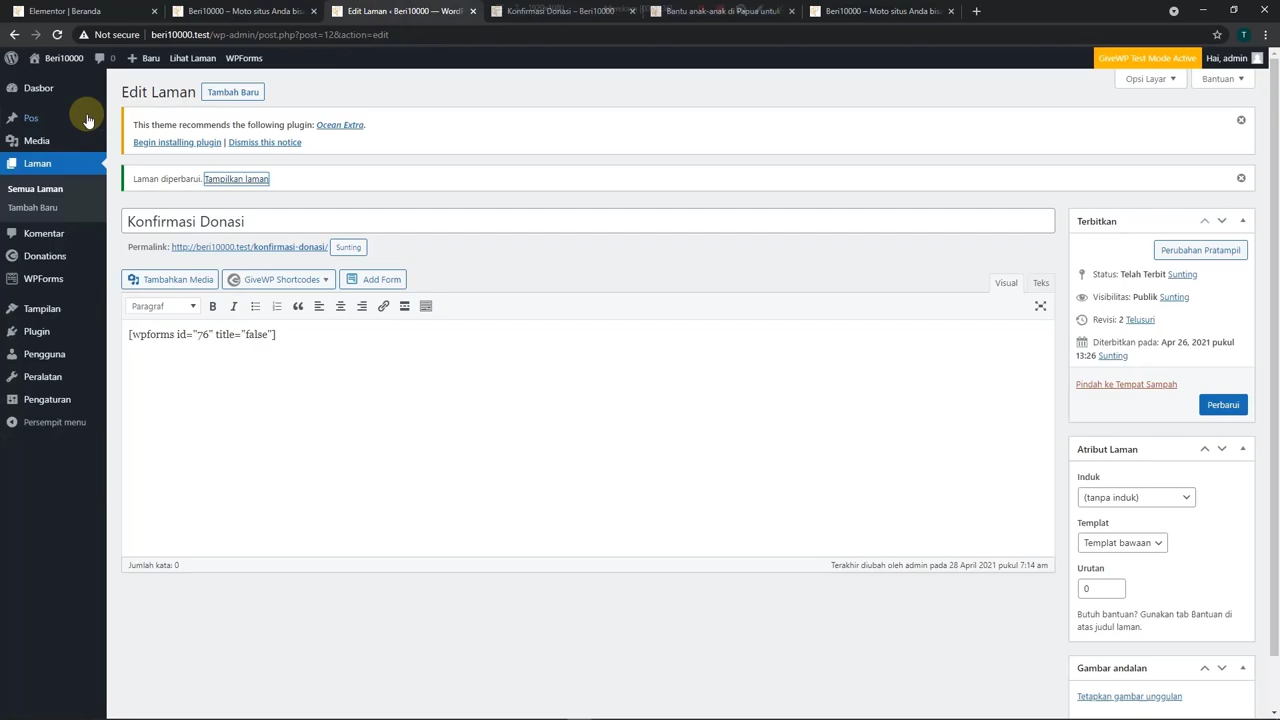 Elementor | Beranda
Beri10000 – Moto situs Anda bis
Edit Laman ‹ Beri10000 — Word
Konfirmasi Donasi – Beri10000
Bantu anak-anak di Papua untuk
Beri10000 – Moto situs Anda bis
Not secure | beri10000.test/wp-admin/post.php?post=12&action=edit
T
Beri10000 0 Baru Lihat Laman WPForms GiveWP Test Mode Active Hai, admin
Opsi Layar Bantuan
Dasbor
Pos
Media
Laman
Semua Laman
Tambah Baru
Komentar
Donations
WPForms
Tampilan
Plugin
Pengguna
Peralatan
Pengaturan
Persempit menu
Edit Laman Tambah Baru
This theme recommends the following plugin: Ocean Extra.
Begin installing plugin | Dismiss this notice
Laman diperbarui. Tampilkan laman
Konfirmasi Donasi
Permalink: http://beri10000.test/konfirmasi-donasi/ Sunting
Tambahkan Media GiveWP Shortcodes Add Form
Visual Teks
Paragraf B I
[wpforms id="76" title="false"]
Jumlah kata: 0 Terakhir diubah oleh admin pada 28 April 2021 pukul 7:14 am
Terbitkan
Perubahan Pratampil
Status: Telah Terbit Sunting
Visibilitas: Publik Sunting
Revisi: 2 Telusuri
Diterbitkan pada: Apr 26, 2021 pukul
13:26 Sunting
Pindah ke Tempat Sampah
Perbarui
Atribut Laman
Induk
(tanpa induk)
Templat
Templat bawaan
Urutan
0
Butuh bantuan? Gunakan tab Bantuan di
atas judul laman.
Gambar andalan
Tetapkan gambar unggulan